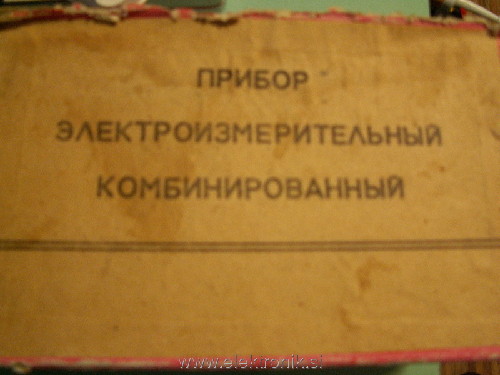 ПРИБОР
ЭЛЕКТРОИЗМЕРИТЕЛЬНЫЙ
КОМБИНИРОВАННЫЙ
www.elektronik.si